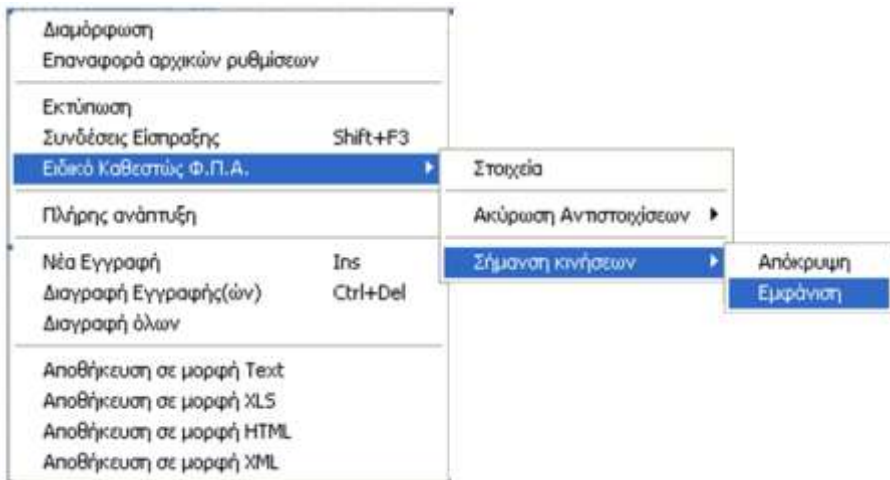 Διαμόρφωση
Επαναφορά αρχικών ρυθμίσεων
Εκτύπωση
Συνδέσεις Είσπραξης Shift+F3
Ειδικό Καθεστώς Φ.Π.Α.
Στοιχεία
Πλήρης ανάπτυξη
Ακύρωση Αντιστοιχίσεων
Νέα Εγγραφή Ins
Σήμανση κινήσεων
Απόκρυψη
Διαγραφή Εγγραφής(ών) Ctrl+Del
Εμφάνιση
Διαγραφή όλων
Αποθήκευση σε μορφή Text
Αποθήκευση σε μορφή XLS
Αποθήκευση σε μορφή HTML
Αποθήκευση σε μορφή XML